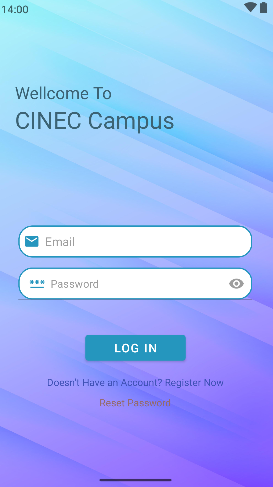 14:00
Wellcome To
CINEC Campus
Email
Password
LOG IN
Doesn't Have an Account? Register Now
Reset Password